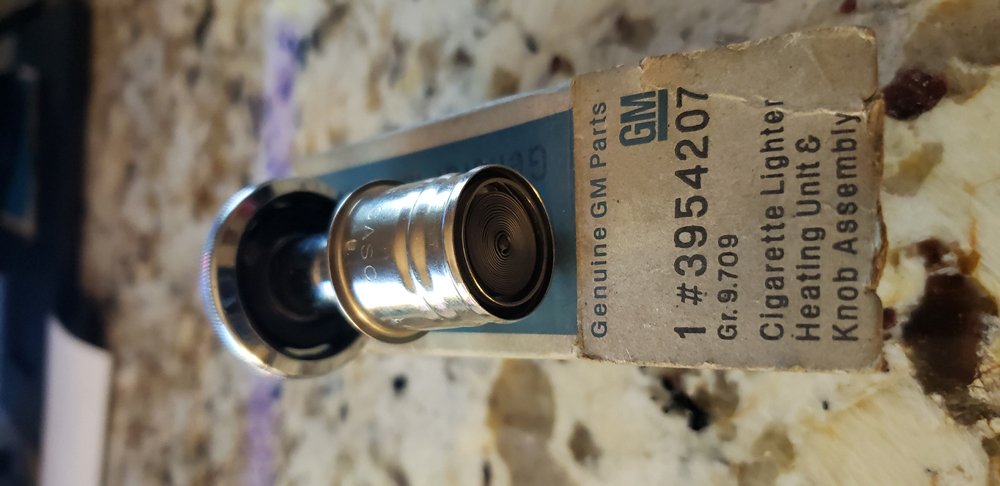 Genuine GM Parts
GM
1 #3954207
Gr. 9.709
Cigarette Lighter
Heating Unit &
Knob Assembly